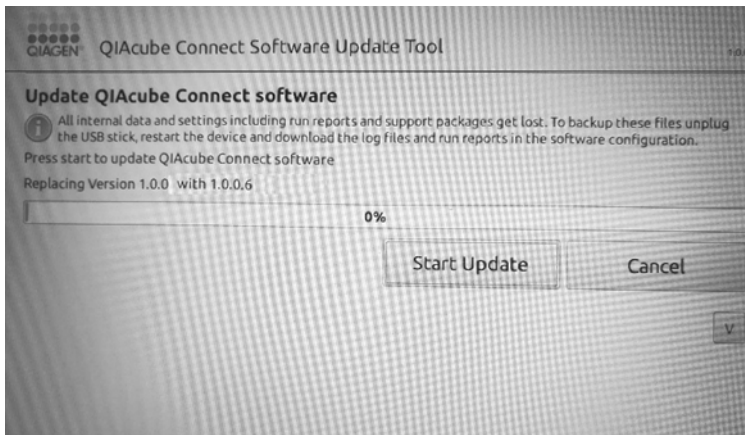 QIAGEN
QIAcube Connect Software Update Tool
1.0.
Update QIAcube Connect software
All internal data and settings including run reports and support packages get lost. To backup these files unplug
the USB stick, restart the device and download the log files and run reports in the software configuration.
Press start to update QIAcube Connect software
Replacing Version 1.0.0 with 1.0.0.6
0%
Start Update
Cancel
V